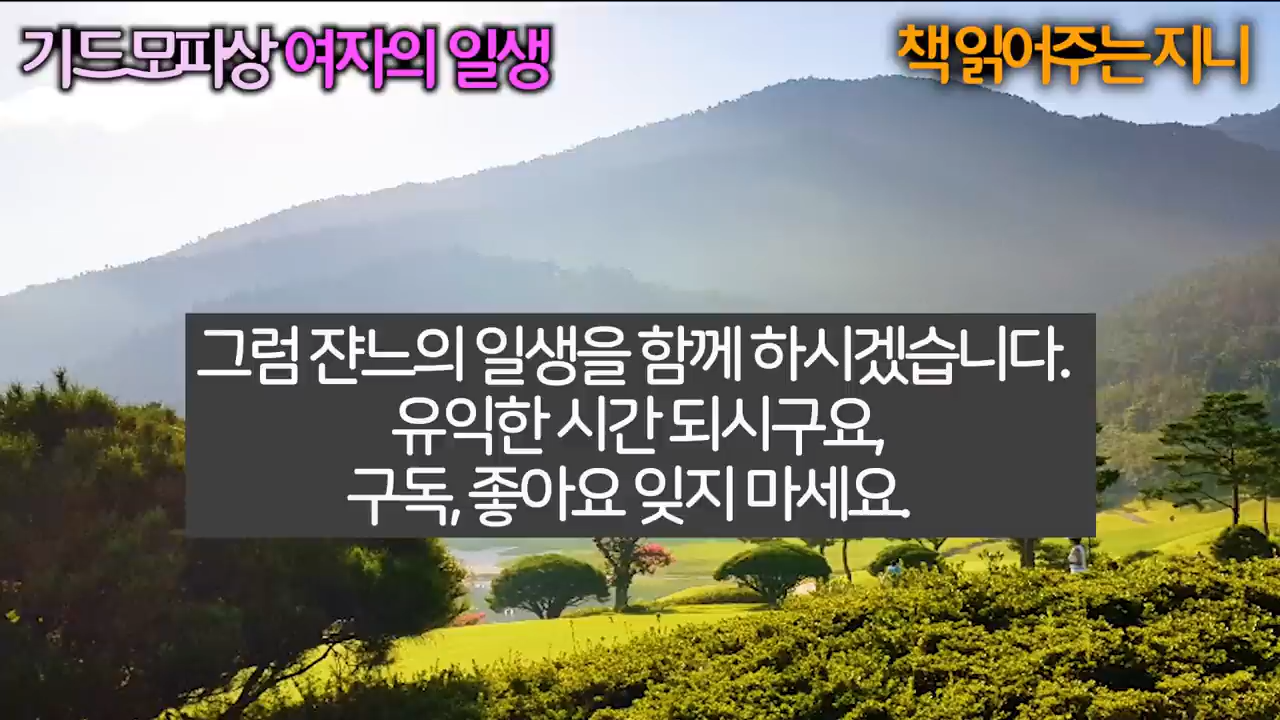 기드모파상 여자의 일생
책 읽어주는 지니
그럼 쟌느의 일생을 함께 하시겠습니다.
유익한 시간 되시구요,
구독, 좋아요 잊지 마세요.